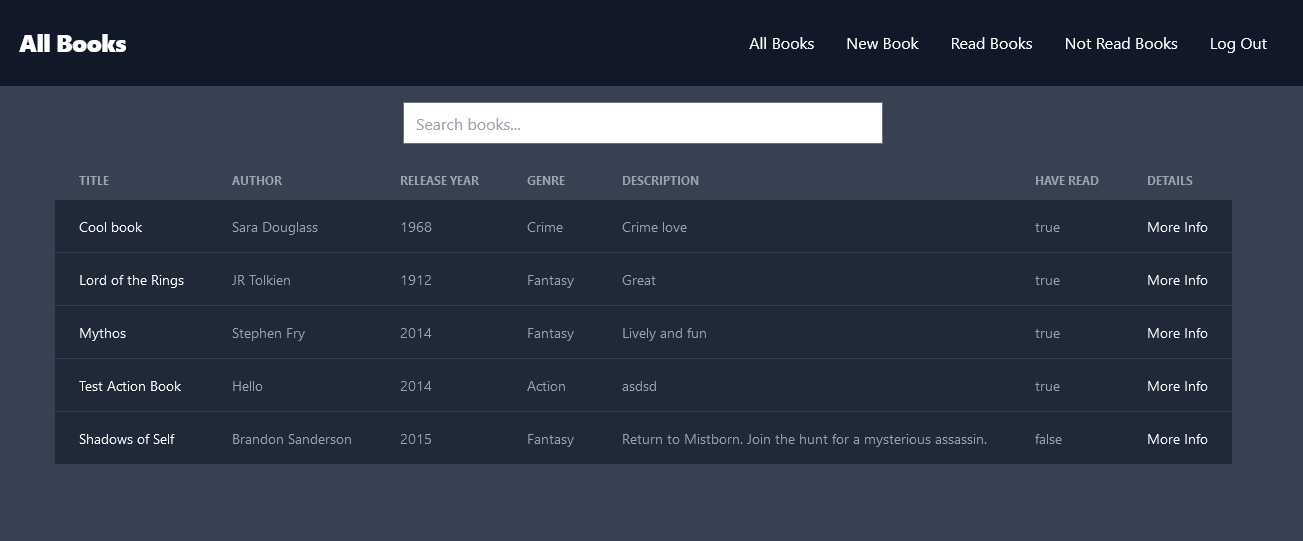 All Books All Books New Book Read Books Not Read Books Log Out
Search books...
TITLE AUTHOR RELEASE YEAR GENRE DESCRIPTION HAVE READ DETAILS
Cool book Sara Douglass 1968 Crime Crime love true More Info
Lord of the Rings JR Tolkien 1912 Fantasy Great true More Info
Mythos Stephen Fry 2014 Fantasy Lively and fun true More Info
Test Action Book Hello 2014 Action asdsd true More Info
Shadows of Self Brandon Sanderson 2015 Fantasy Return to Mistborn. Join the hunt for a mysterious assassin. false More Info